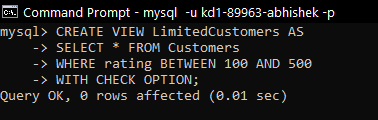 Command Prompt - mysql -u kd1-89963-abhishek -p
mysql> CREATE VIEW LimitedCustomers AS
    -> SELECT * FROM Customers
    -> WHERE rating BETWEEN 100 AND 500
    -> WITH CHECK OPTION;
Query OK, 0 rows affected (0.01 sec)